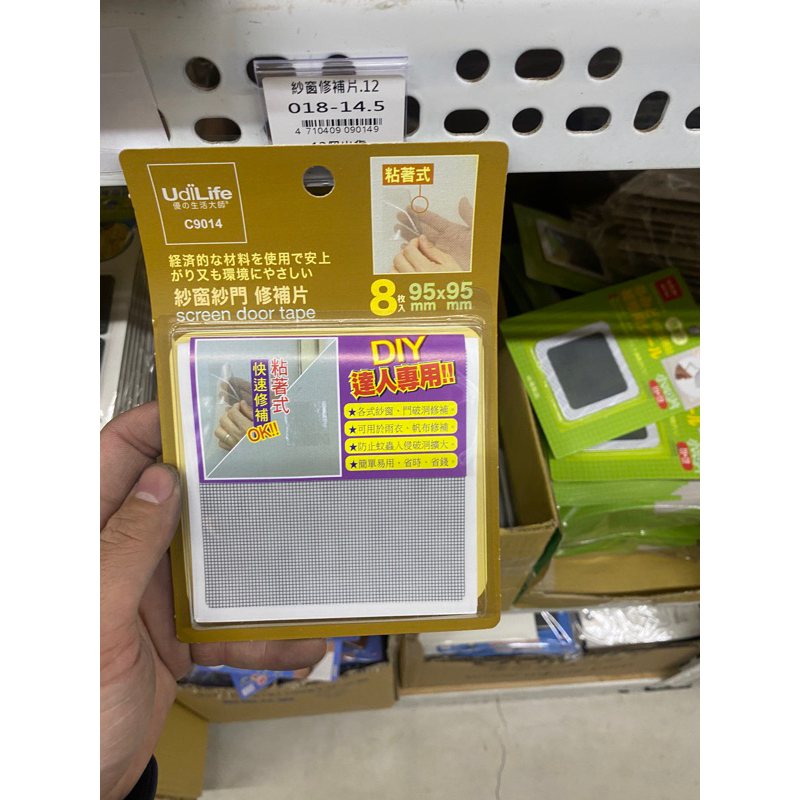 紗窗修補片.12
018-14.5
4 710409 090149
UdiLife
優の生活大師®
C9014
粘著式
経済的な材料を使用で安上
がり又も環境にやさしい
紗窗紗門 修補片
screen door tape
8枚入
95x95
mm mm
粘著式
快速修補
OK!!
DIY
達人專用!!
★各式紗窗、門破洞修補。
★可用於雨衣、帆布修補。
★防止蚊蟲入侵破洞擴大。
★簡單易用、省時、省錢。